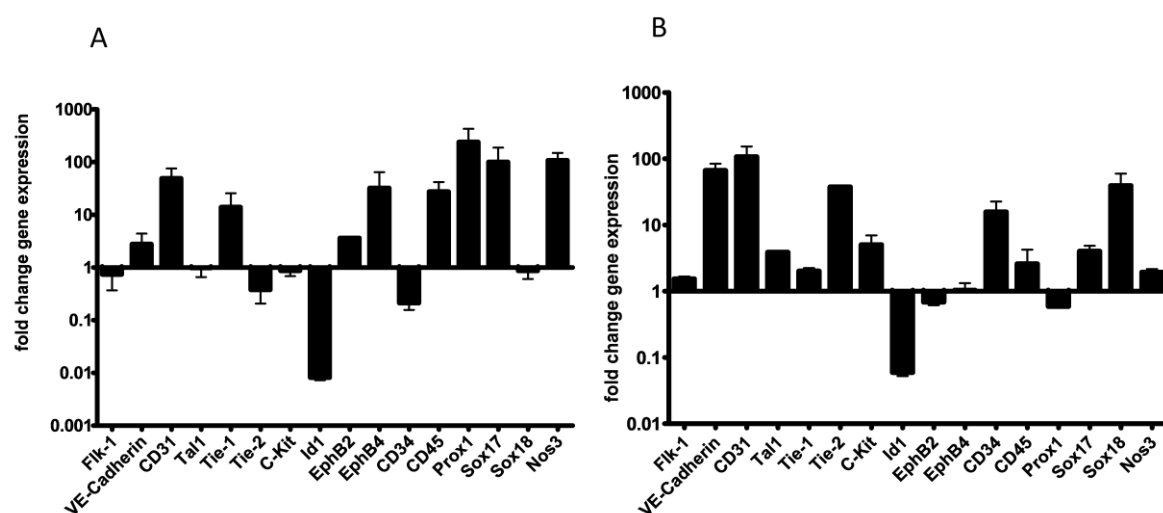 A
fold change gene expression
1000
100
10
1
0.1
0.01
0.001
Flk-1
VE-Cadherin
CD31
Tal1
Tie-1
Tie-2
C-Kit
Id1
EphB2
EphB4
CD34
CD45
Prox1
Sox17
Sox18
Nos3
B
fold change gene expression
1000
100
10
1
0.1
0.01
Flk-1
VE-Cadherin
CD31
Tal1
Tie-1
Tie-2
C-Kit
Id1
EphB2
EphB4
CD34
CD45
Prox1
Sox17
Sox18
Nos3